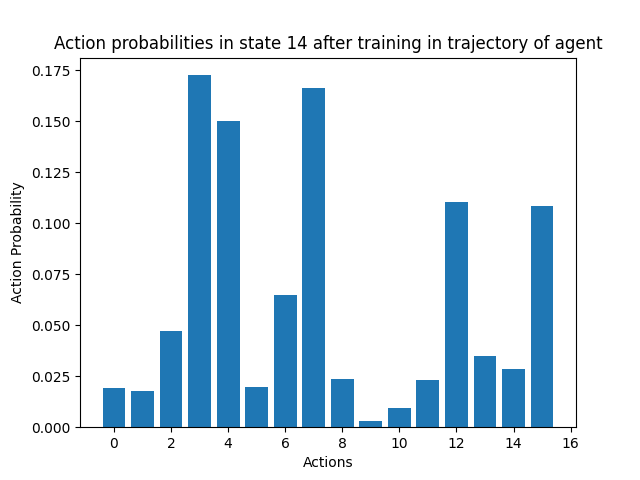 Action probabilities in state 14 after training in trajectory of agent
0.175
0.150
0.125
0.100
0.075
0.050
0.025
0.000
Action Probability
0 2 4 6 8 10 12 14 16
Actions